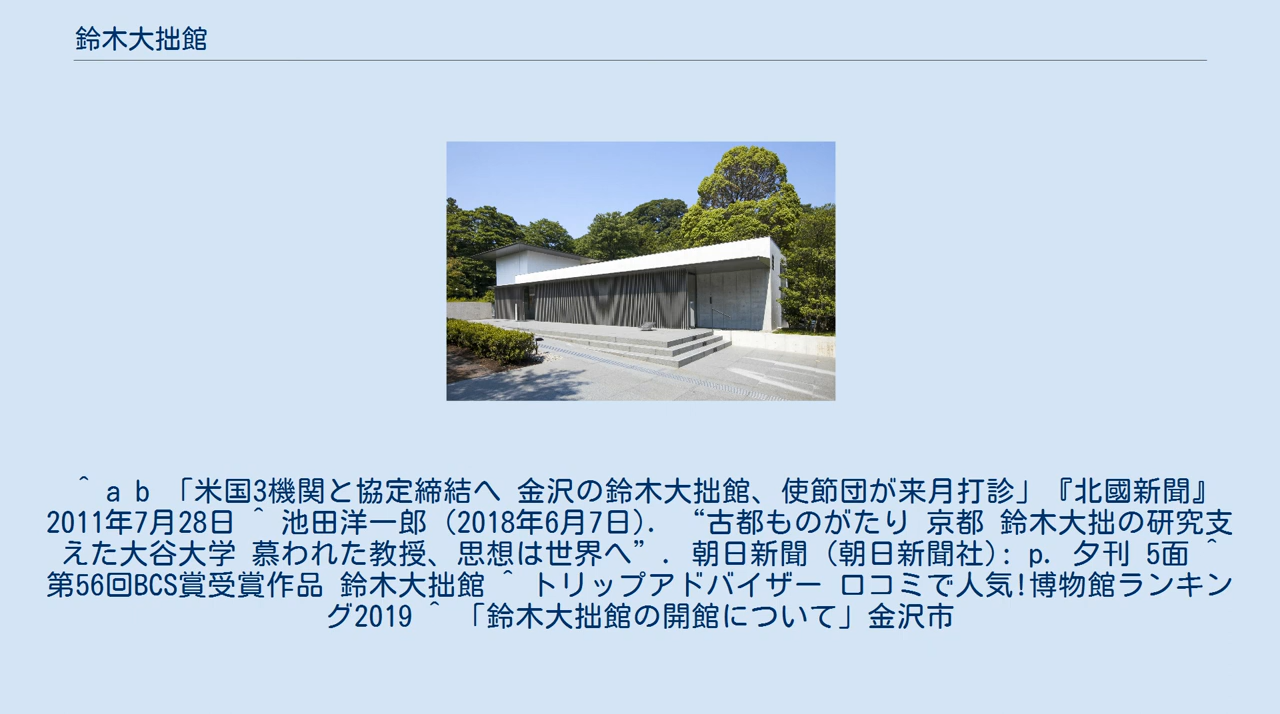 鈴木大拙館
^ a b 「米国3機関と協定締結へ 金沢の鈴木大拙館、使節団が来月打診」『北國新聞』
2011年7月28日 ^ 池田洋一郎 (2018年6月7日). “古都ものがたり 京都 鈴木大拙の研究支
えた大谷大学 慕われた教授、思想は世界へ”. 朝日新聞 (朝日新聞社): p. 夕刊 5面 ^
第56回BCS賞受賞作品 鈴木大拙館 ^ トリップアドバイザー 口コミで人気!博物館ランキン
グ2019 ^ 「鈴木大拙館の開館について」金沢市